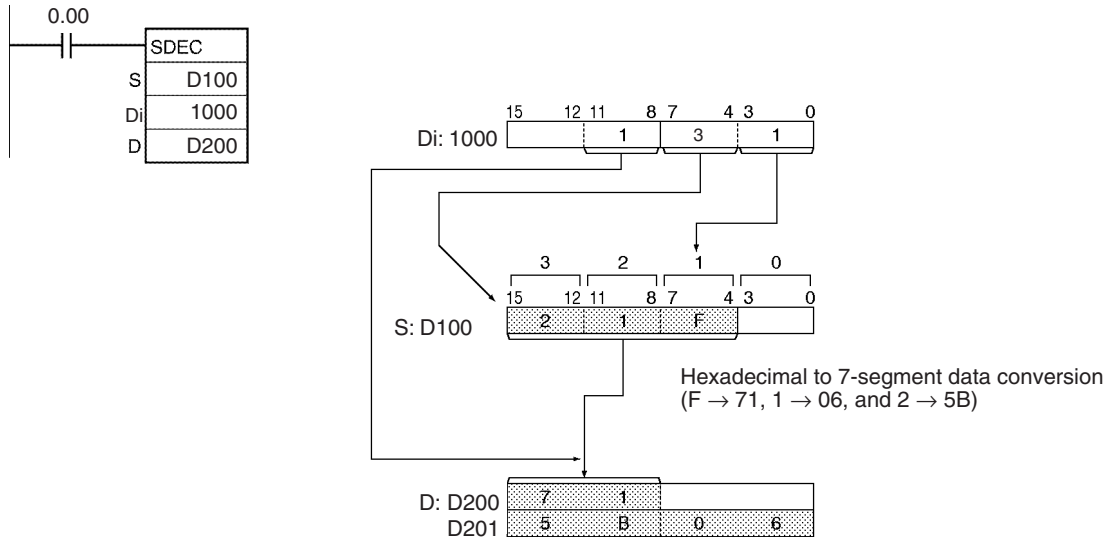 0.00
SDEC
S D100
Di 1000
D D200
15 12 11 8 7 4 3 0
Di: 1000 1 3 1
3 2 1 0
15 12 11 8 7 4 3 0
S: D100 2 1 F
Hexadecimal to 7-segment data conversion
(F → 71, 1 → 06, and 2 → 5B)
D: D200 7 1
D201 5 B 0 6